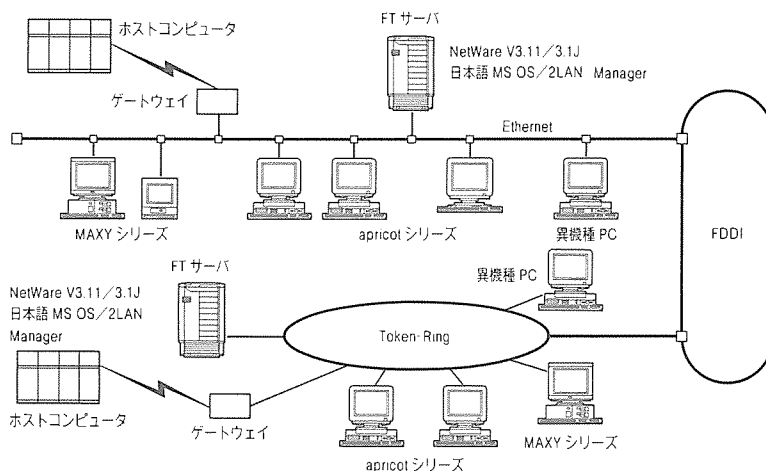 ホストコンピュータ
FT サーバ
NetWare V3.11/3.1J
日本語 MS OS/2LAN Manager
ゲートウェイ
Ethernet
MAXY シリーズ
apricot シリーズ
異機種 PC
FDDI
FT サーバ
異機種 PC
NetWare V3.11/3.1J
日本語 MS OS/2LAN
Manager
Token-Ring
ホストコンピュータ
ゲートウェイ
MAXY シリーズ
apricot シリーズ